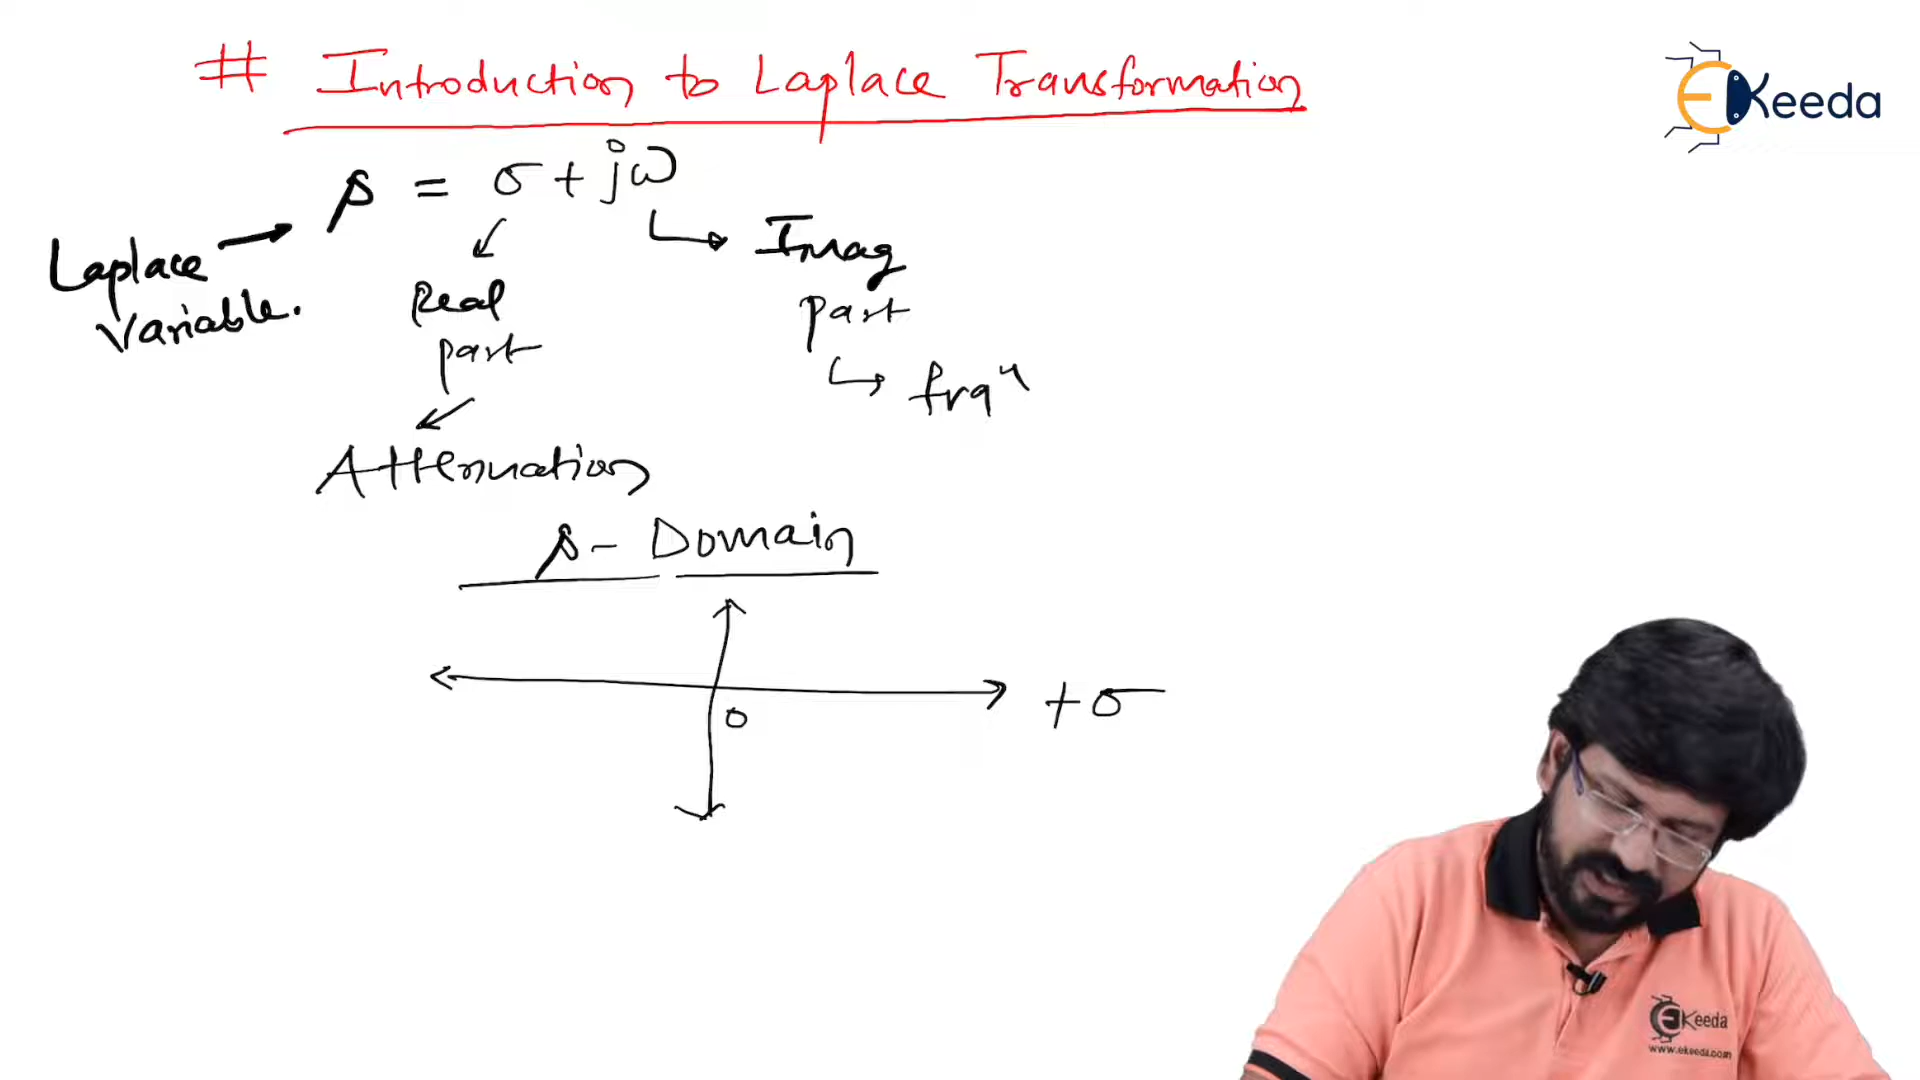 # Introduction to Laplace Transformation
EKeeda
s = σ + jω
Laplace Variable.
Real part
Attenuation
Imag part
frqy
s - Domain
0
+σ
EKeeda
www.ekeeda.com